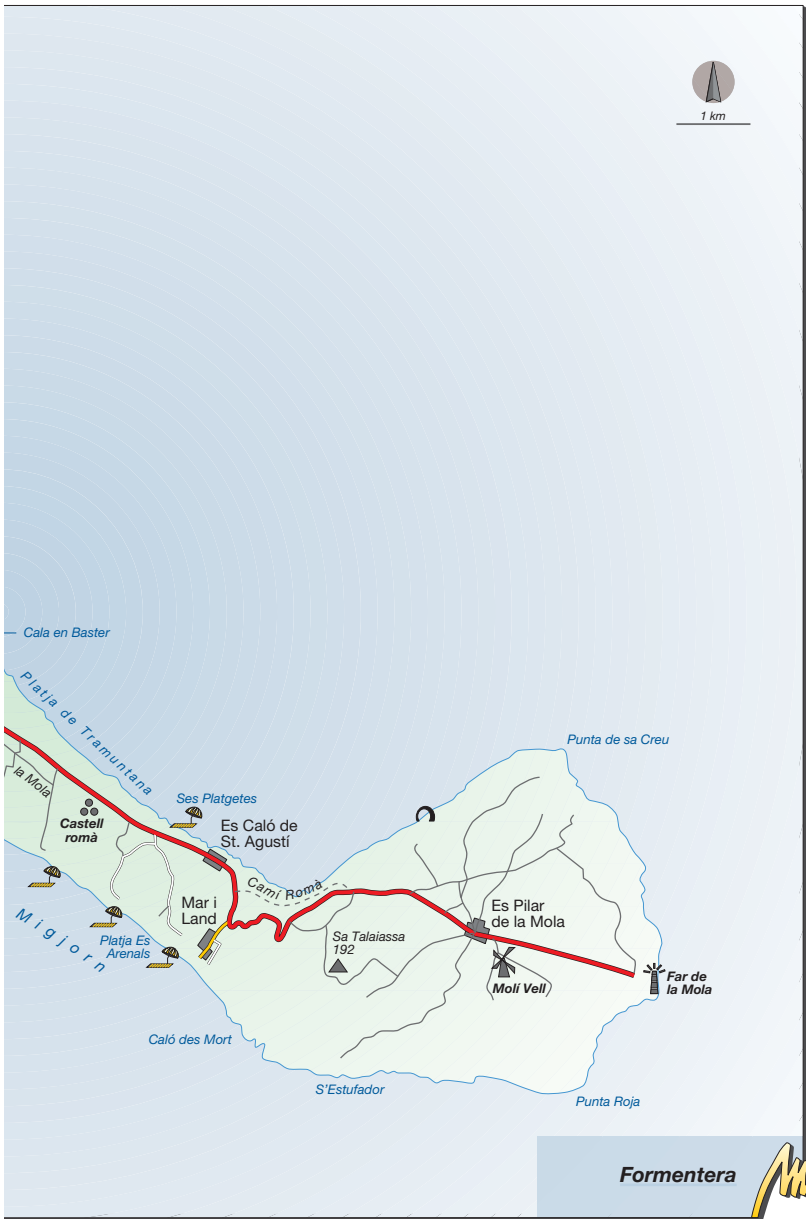 1 km
Cala en Baster
Platja de Tramuntana
la Mola
Ses Platgetes
Castell
romà
Es Caló de
St. Agustí
Punta de sa Creu
Camí Romà
Mar i
Land
Migjorn
Platja Es
Arenals
Sa Talaiassa
192
Es Pilar
de la Mola
Molí Vell
Far de
la Mola
Caló des Mort
S'Estufador
Punta Roja
Formentera